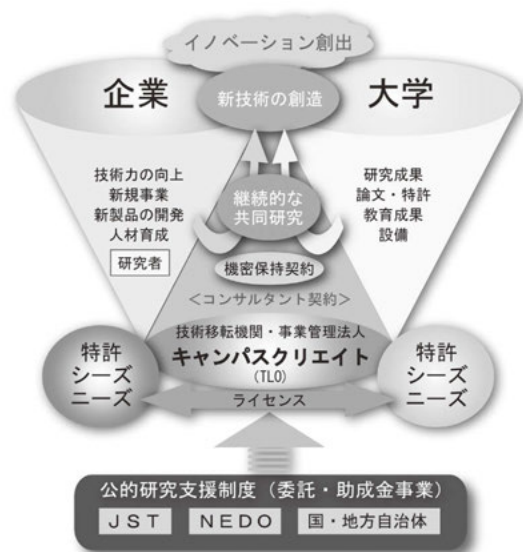 イノベーション創出
企業
新技術の創造
大学
技術力の向上
新規事業
新製品の開発
人材育成
研究者
継続的な
共同研究
研究成果
論文・特許
教育成果
設備
機密保持契約
<コンサルタント契約>
技術移転機関・事業管理法人
キャンパスクリエイト
(TLO)
特許
シーズ
ニーズ
ライセンス
特許
シーズ
ニーズ
公的研究支援制度(委託・助成金事業)
JST
NEDO
国・地方自治体